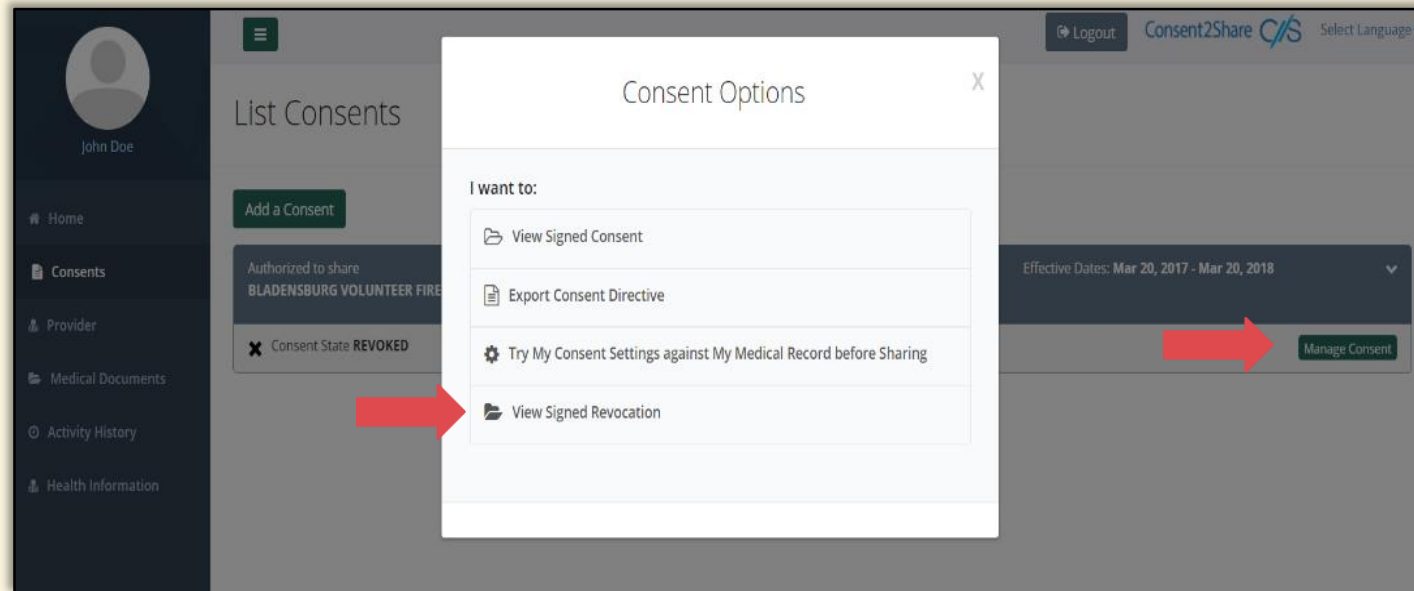 John Doe
Home
Consents
Provider
Medical Documents
Activity History
Health Information
Logout
Consent2Share
Select Language
List Consents
Add a Consent
Authorized to share
BLADENSBURG VOLUNTEER FIRE
Effective Dates: Mar 20, 2017 - Mar 20, 2018
Consent State REVOKED
Manage Consent
Consent Options
X
I want to:
View Signed Consent
Export Consent Directive
Try My Consent Settings against My Medical Record before Sharing
View Signed Revocation